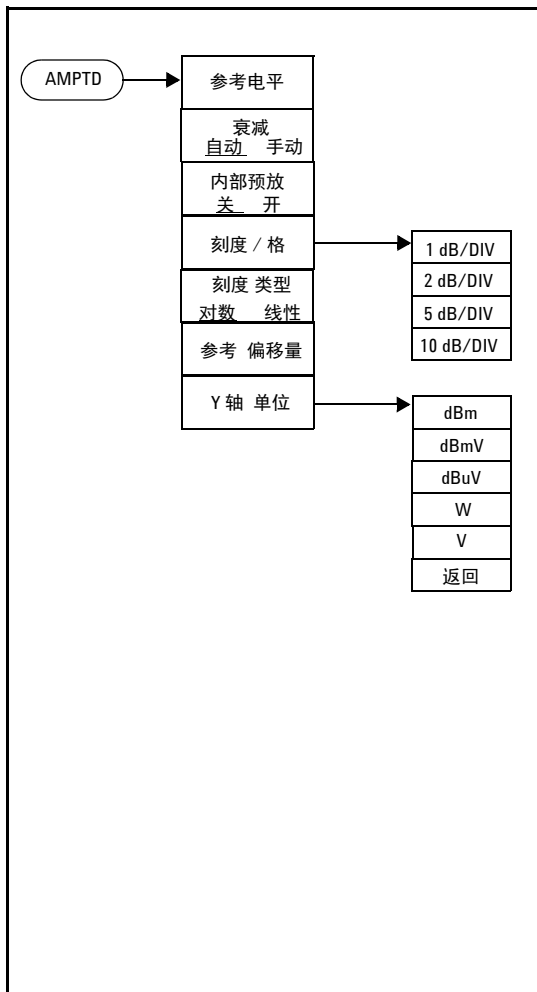 AMPTD
参考电平
衰减
自动 手动
内部预放
关 开
刻度 / 格
刻度 类型
对数 线性
参考 偏移量
Y 轴 单位
1 dB/DIV
2 dB/DIV
5 dB/DIV
10 dB/DIV
dBm
dBmV
dBuV
W
V
返回